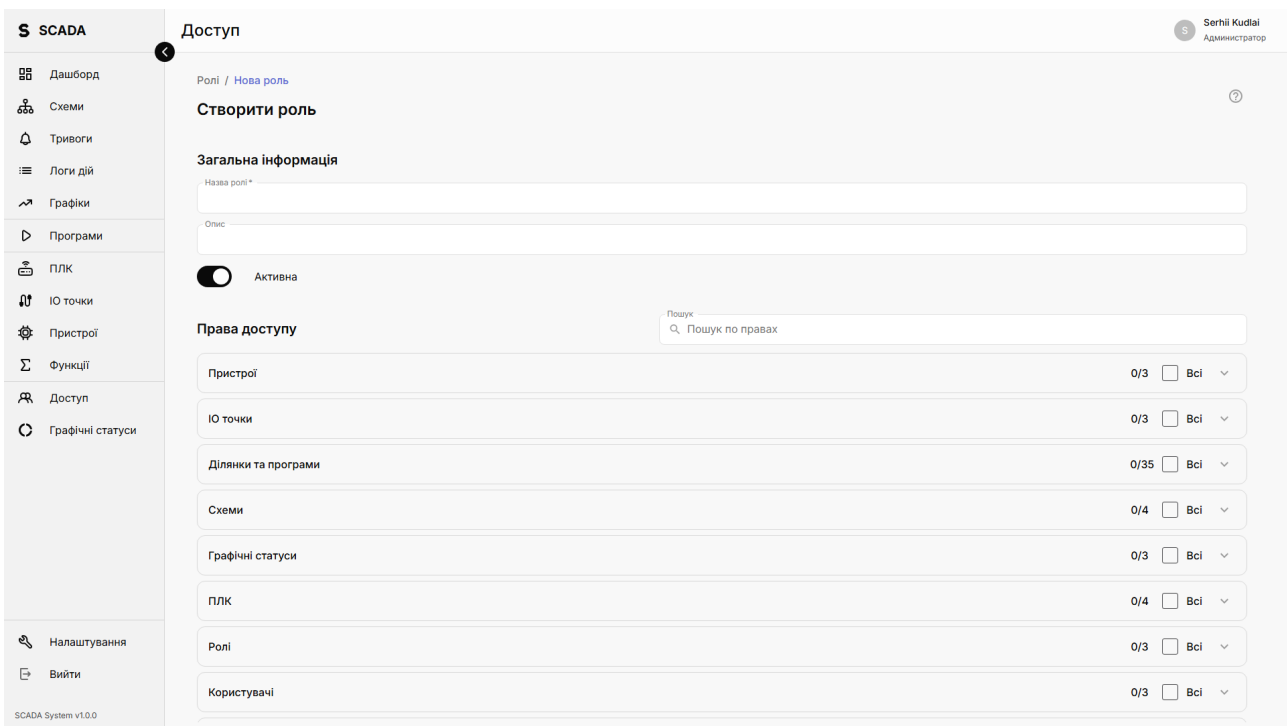 SCADA
Доступ
S
Serhii Kudlai
Администратор
Дашборд
Схеми
Тривоги
Логи дій
Графіки
Програми
ПЛК
ІО точки
Пристрої
Функції
Доступ
Графічні статуси
Налаштування
Вийти
SCADA System v1.0.0
Ролі / Нова роль
Створити роль
Загальна інформація
Назва ролі *
Опис
Активна
Права доступу
Пошук
Пошук по правах
Пристрої 0/3 Всі
ІО точки 0/3 Всі
Ділянки та програми 0/35 Всі
Схеми 0/4 Всі
Графічні статуси 0/3 Всі
ПЛК 0/4 Всі
Ролі 0/3 Всі
Користувачі 0/3 Всі